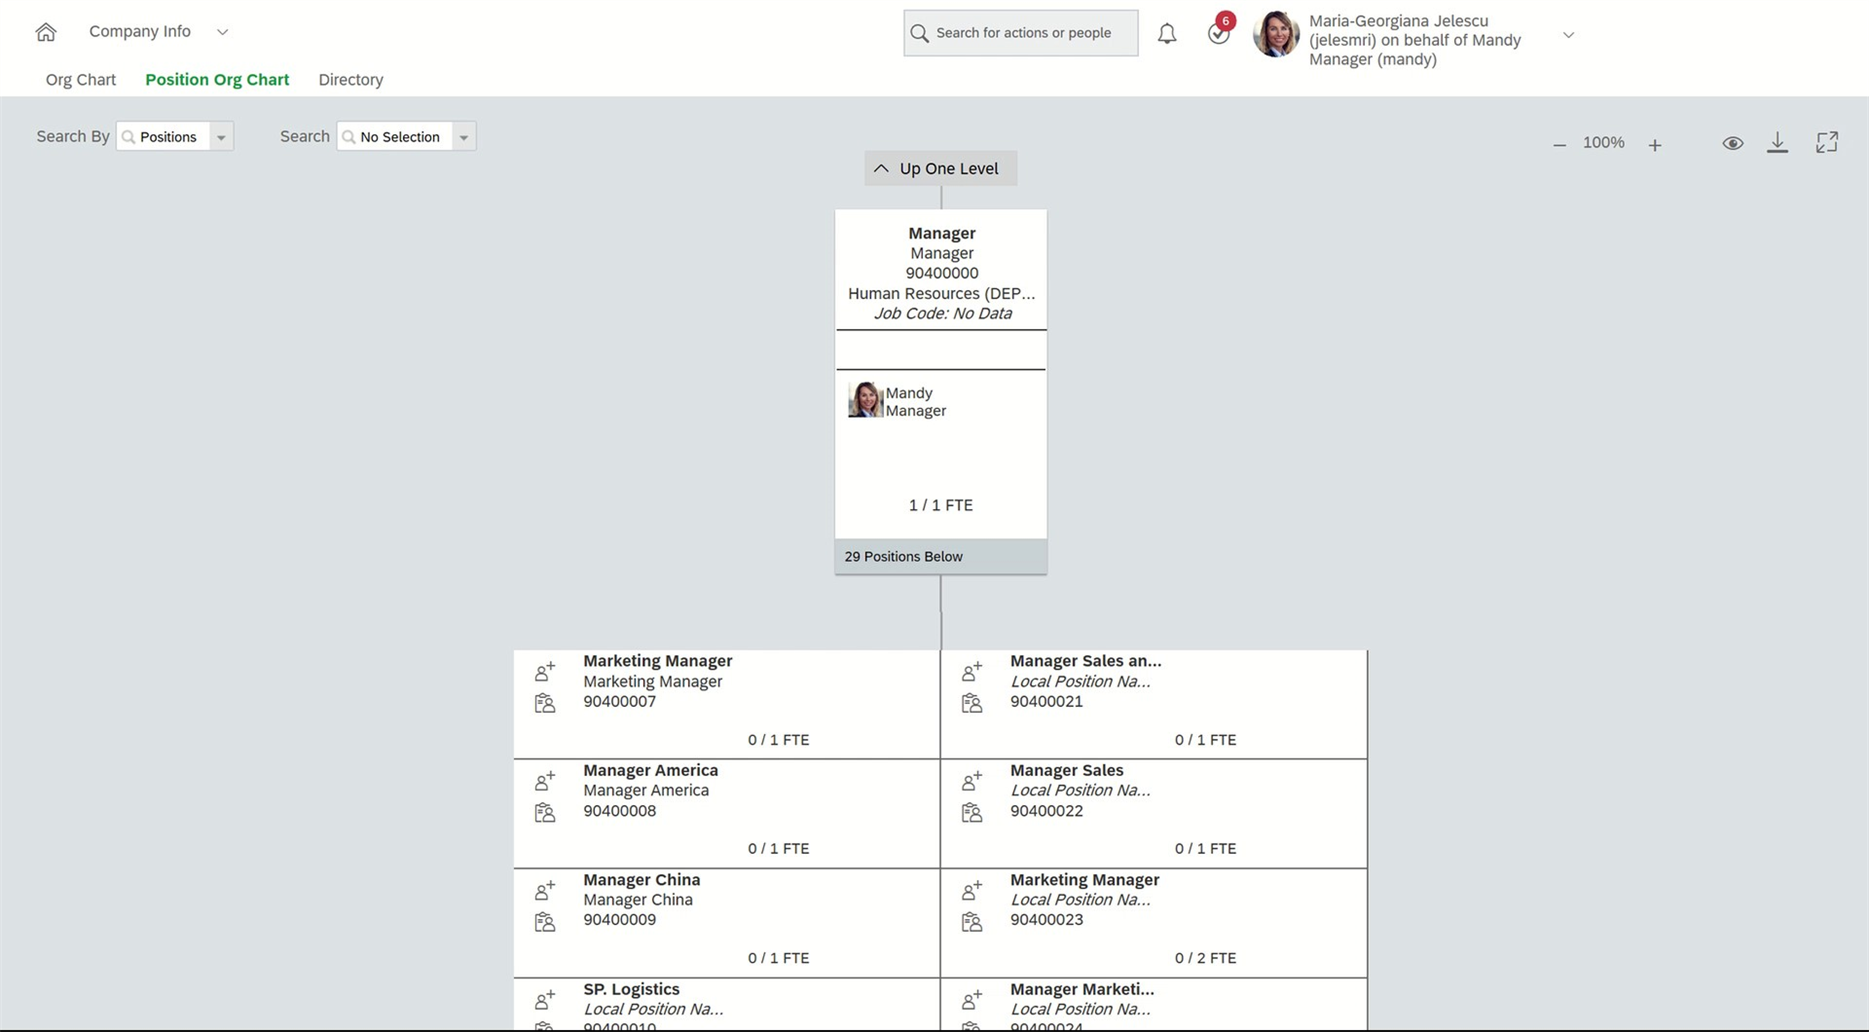 Company Info
Search for actions or people
6
Maria-Georgiana Jelescu
(jelesmri) on behalf of Mandy
Manager (mandy)
Org Chart
Position Org Chart
Directory
Search By
Positions
Search
No Selection
100%
Up One Level
Manager
Manager
90400000
Human Resources (DEP...
Job Code: No Data
Mandy
Manager
1 / 1 FTE
29 Positions Below
Marketing Manager
Marketing Manager
90400007
0 / 1 FTE
Manager Sales an...
Local Position Na...
90400021
0 / 1 FTE
Manager America
Manager America
90400008
0 / 1 FTE
Manager Sales
Local Position Na...
90400022
0 / 1 FTE
Manager China
Manager China
90400009
0 / 1 FTE
Marketing Manager
Local Position Na...
90400023
0 / 2 FTE
SP. Logistics
Local Position Na...
90400010
Manager Marketi...
Local Position Na...
90400024